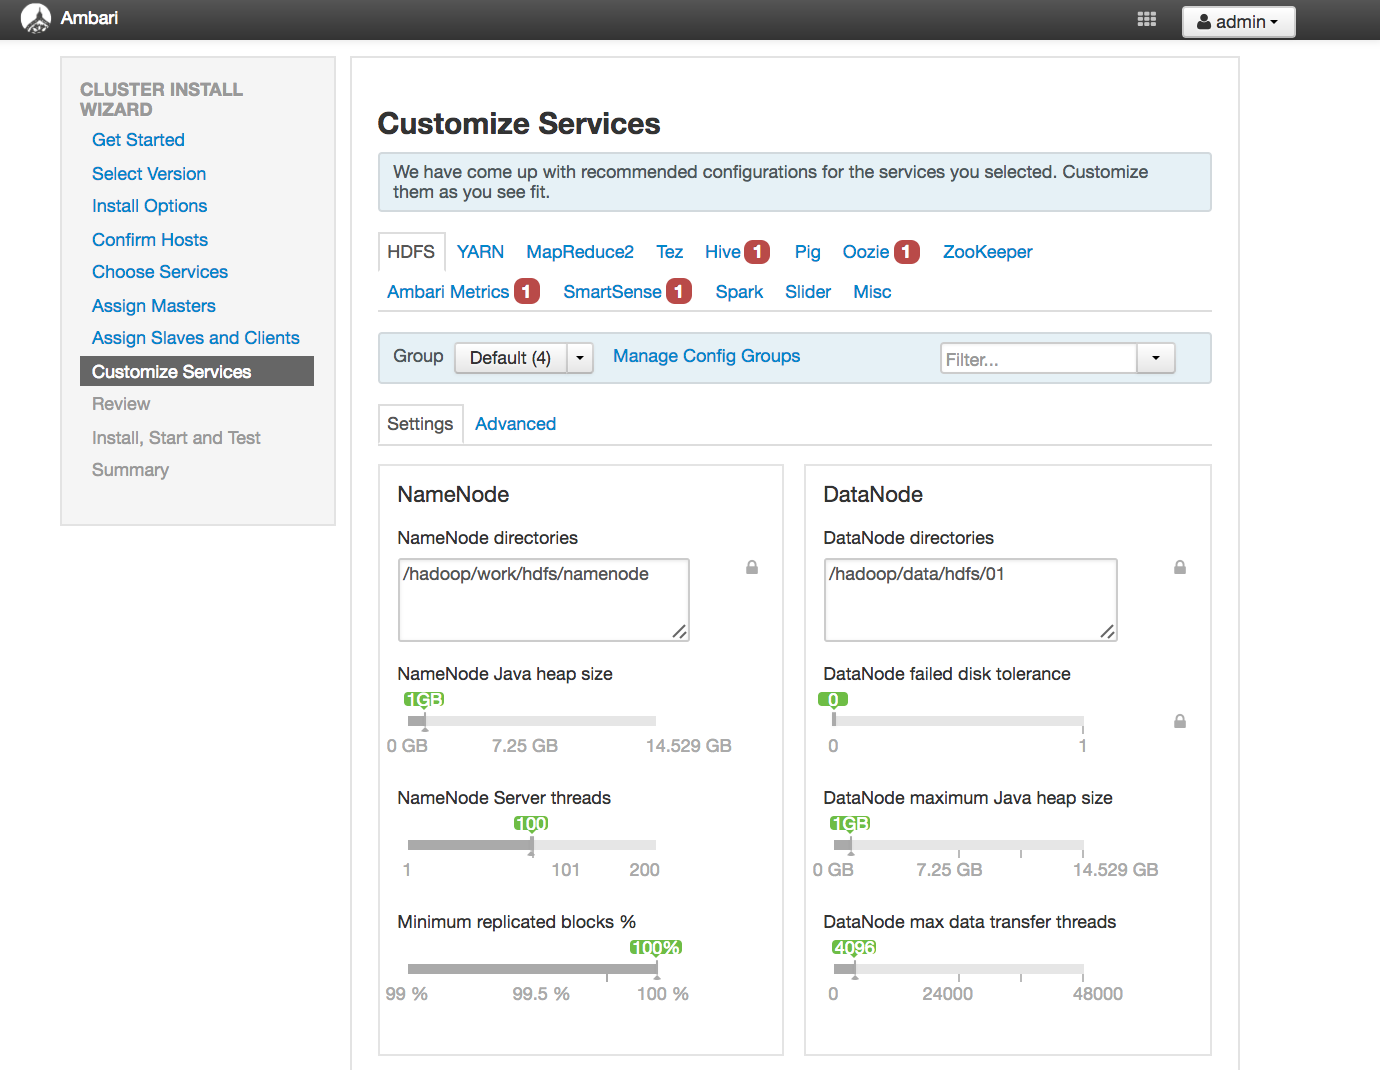 Ambari
admin
CLUSTER INSTALL
WIZARD
Get Started
Select Version
Install Options
Confirm Hosts
Choose Services
Assign Masters
Assign Slaves and Clients
Customize Services
Review
Install, Start and Test
Summary
Customize Services
We have come up with recommended configurations for the services you selected. Customize
them as you see fit.
HDFS YARN MapReduce2 Tez Hive 1 Pig Oozie 1 ZooKeeper
Ambari Metrics 1 SmartSense 1 Spark Slider Misc
Group Default (4) Manage Config Groups Filter...
Settings Advanced
NameNode
NameNode directories
/hadoop/work/hdfs/namenode
NameNode Java heap size
1GB
0 GB 7.25 GB 14.529 GB
NameNode Server threads
100
1 101 200
Minimum replicated blocks %
100%
99 % 99.5 % 100 %
DataNode
DataNode directories
/hadoop/data/hdfs/01
DataNode failed disk tolerance
0
0 1
DataNode maximum Java heap size
1GB
0 GB 7.25 GB 14.529 GB
DataNode max data transfer threads
4096
0 24000 48000